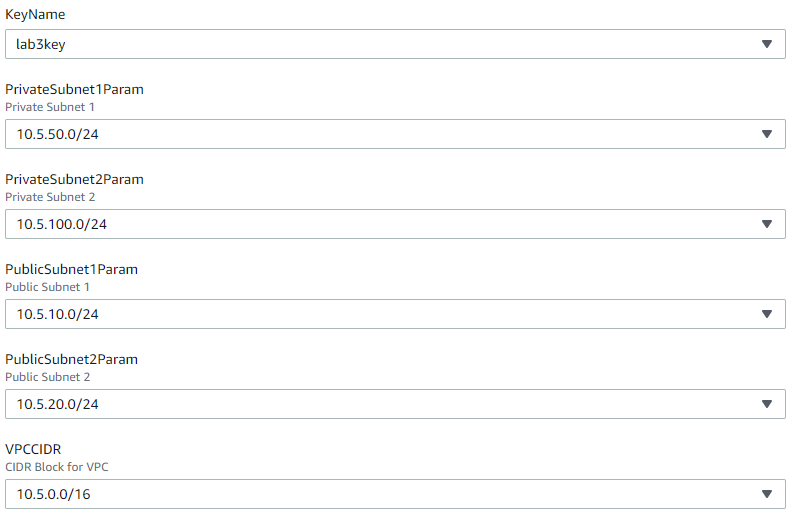 KeyName
lab3key
PrivateSubnet1Param
Private Subnet 1
10.5.50.0/24
PrivateSubnet2Param
Private Subnet 2
10.5.100.0/24
PublicSubnet1Param
Public Subnet 1
10.5.10.0/24
PublicSubnet2Param
Public Subnet 2
10.5.20.0/24
VPCCIDR
CIDR Block for VPC
10.5.0.0/16